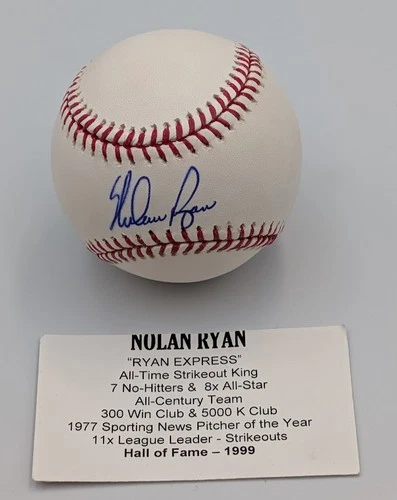 Nolan Ryan
NOLAN RYAN
"RYAN EXPRESS"
All-Time Strikeout King
7 No-Hitters & 8x All-Star
All-Century Team
300 Win Club & 5000 K Club
1977 Sporting News Pitcher of the Year
11x League Leader - Strikeouts
Hall of Fame – 1999